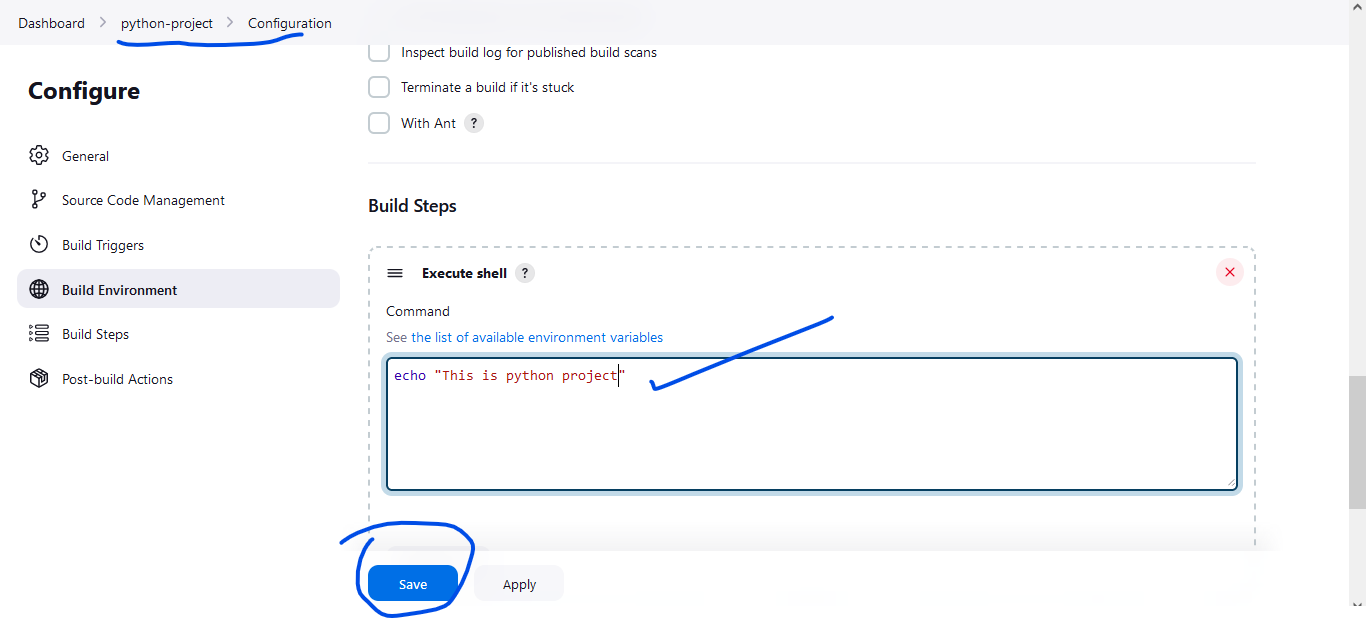 Dashboard > python-project > Configuration
Configure
General
Source Code Management
Build Triggers
Build Environment
Build Steps
Post-build Actions
Inspect build log for published build scans
Terminate a build if it's stuck
With Ant ?
Build Steps
Execute shell ?
Command
See the list of available environment variables
echo "This is python project"
Save
Apply